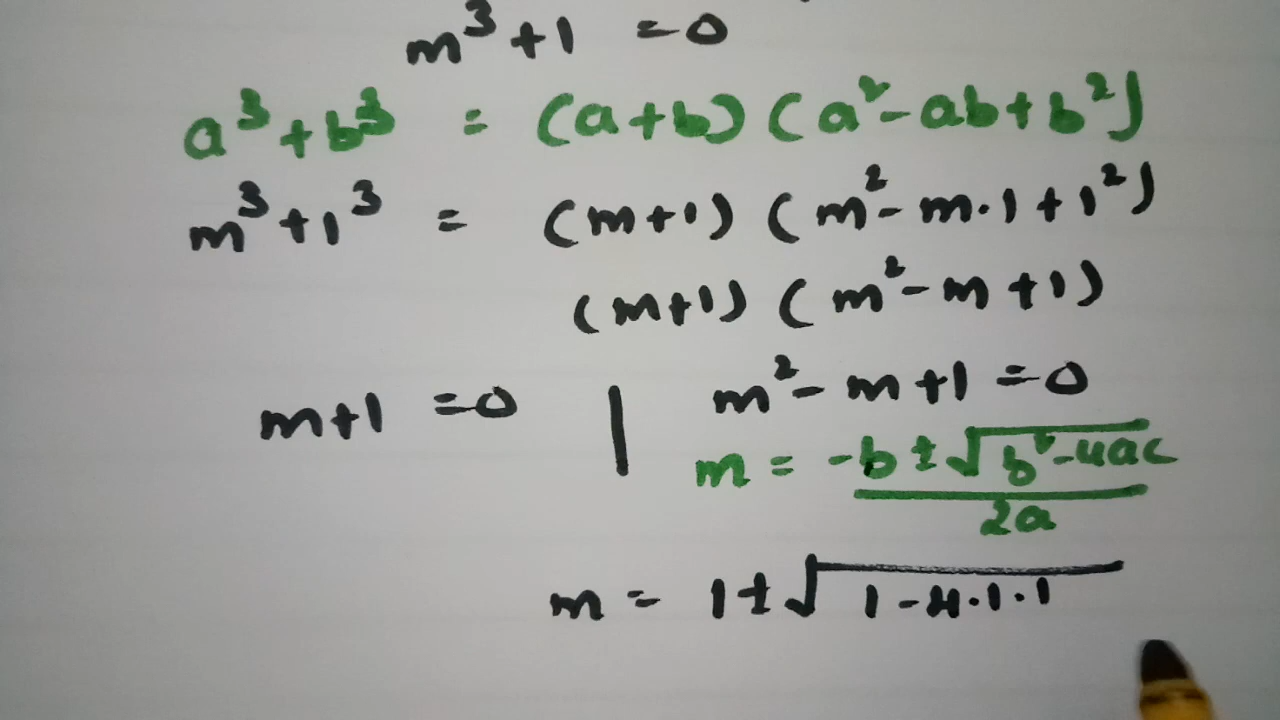 m³+1 =0
a³+b³ = (a+b) (a²-ab+b²)
m³+1³ = (m+1) (m²-m·1+1²)
(m+1) (m²-m+1)
m+1 =0 | m²-m+1 =0
m = -b±√b²-4ac
2a
m = 1±√1-4·1·1